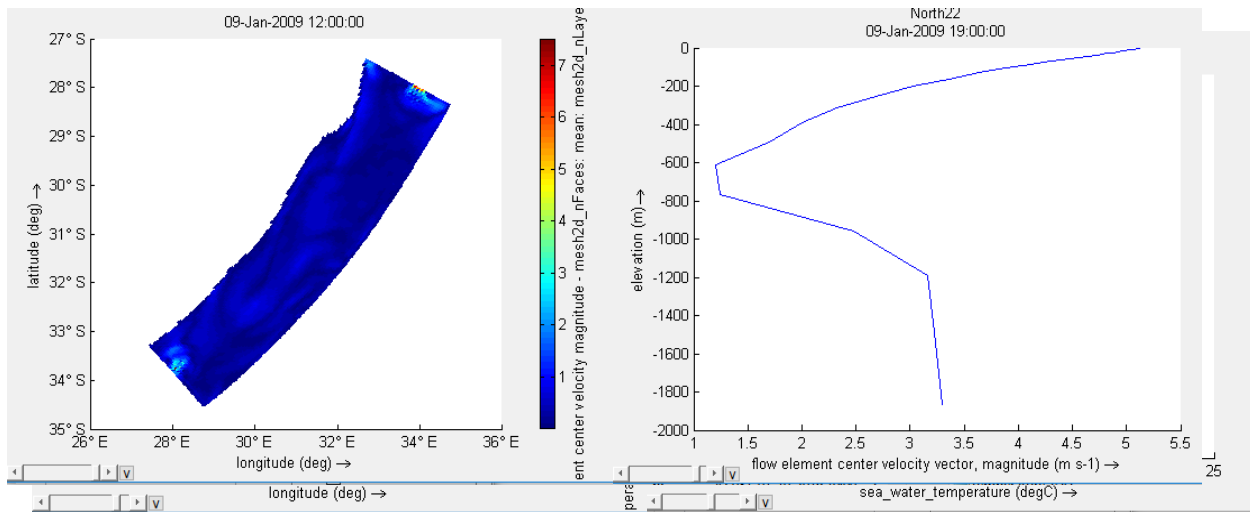 09-Jan-2009 12:00:00
27° S
28° S
29° S
30° S
31° S
32° S
33° S
34° S
35° S
latitude (deg) →
26° E
28° E
30° E
32° E
34° E
36° E
longitude (deg) →
7
6
5
4
3
2
1
ent center velocity magnitude - mesh2d_nFaces: mean: mesh2d_nLaye
v
longitude (deg) →
v
North22
09-Jan-2009 19:00:00
0
-200
-400
-600
-800
-1000
-1200
-1400
-1600
-1800
-2000
elevation (m) →
1
1.5
2
2.5
3
3.5
4
4.5
5
5.5
flow element center velocity vector, magnitude (m s-1) →
v
25
pera
sea_water_temperature (degC) →
v